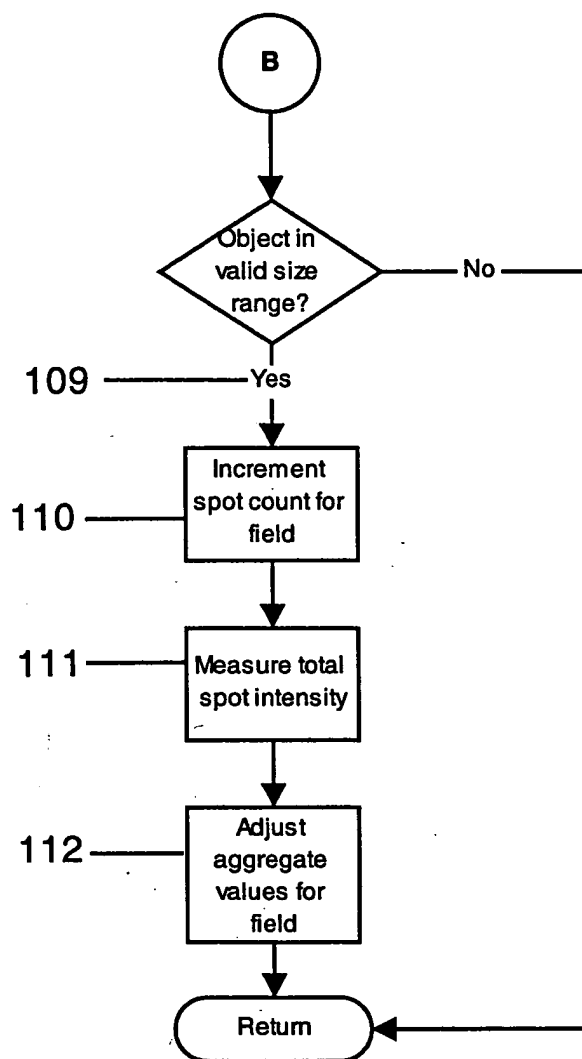 B
Object in
valid size
range?
No
109
Yes
Increment
spot count for
field
110
111
Measure total
spot intensity
112
Adjust
aggregate
values for
field
Return